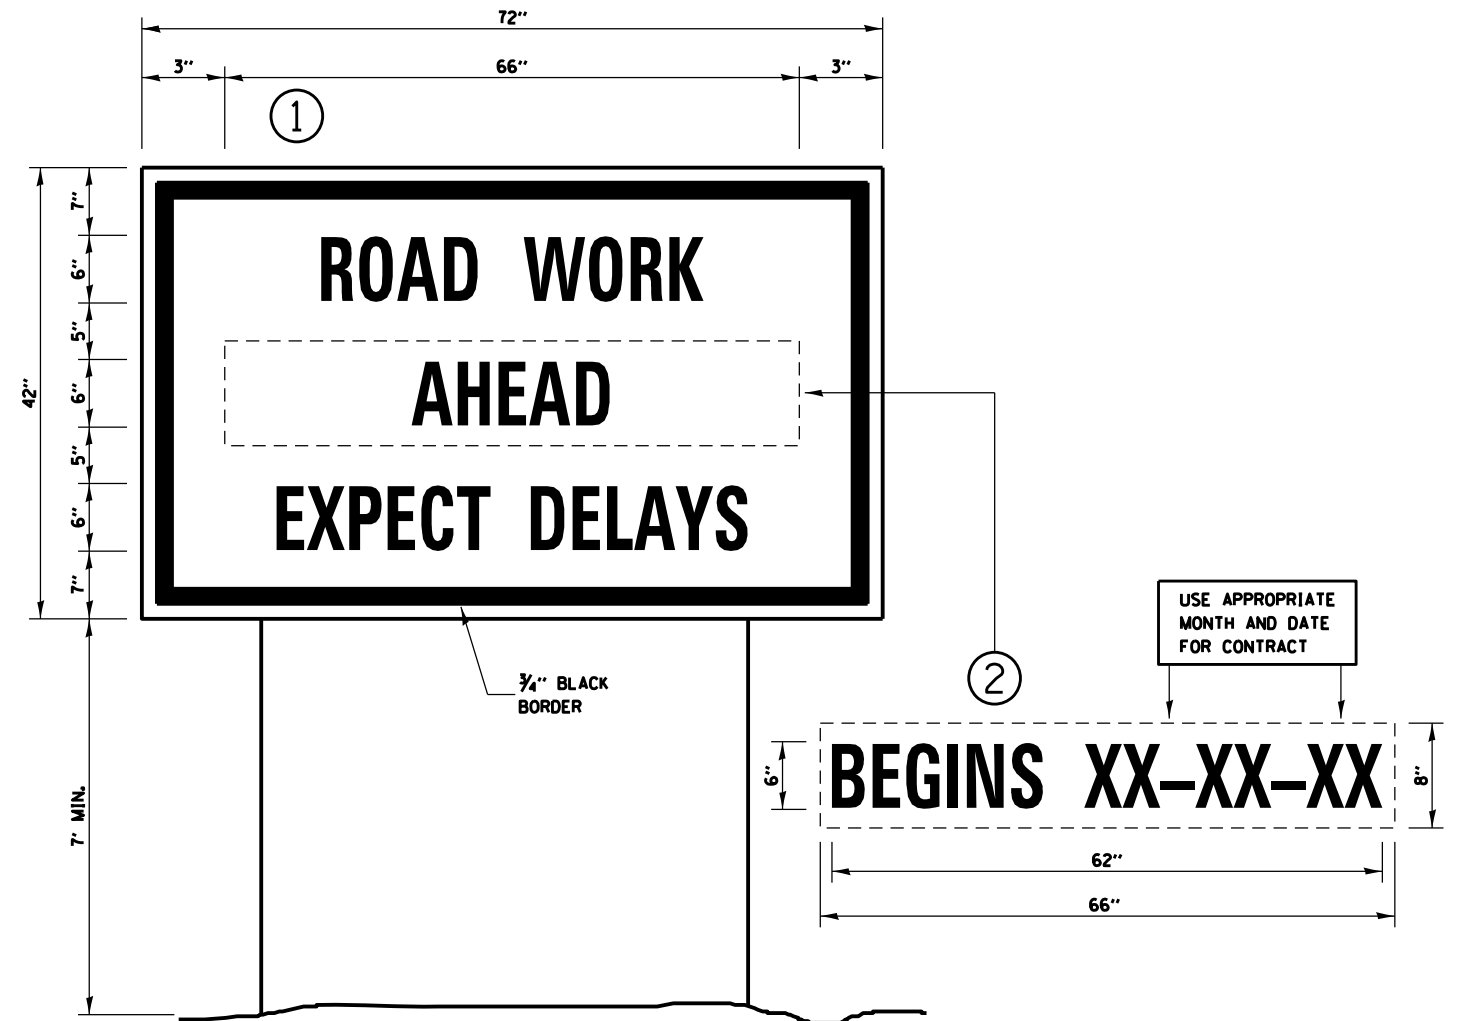 72"
3" 66" 3"
1
7"
6"
5"
6"
5"
6"
7"
42"
ROAD WORK
AHEAD
EXPECT DELAYS
3/4" BLACK
BORDER
7' MIN.
2
USE APPROPRIATE
MONTH AND DATE
FOR CONTRACT
6"
BEGINS XX–XX–XX
8"
62"
66"